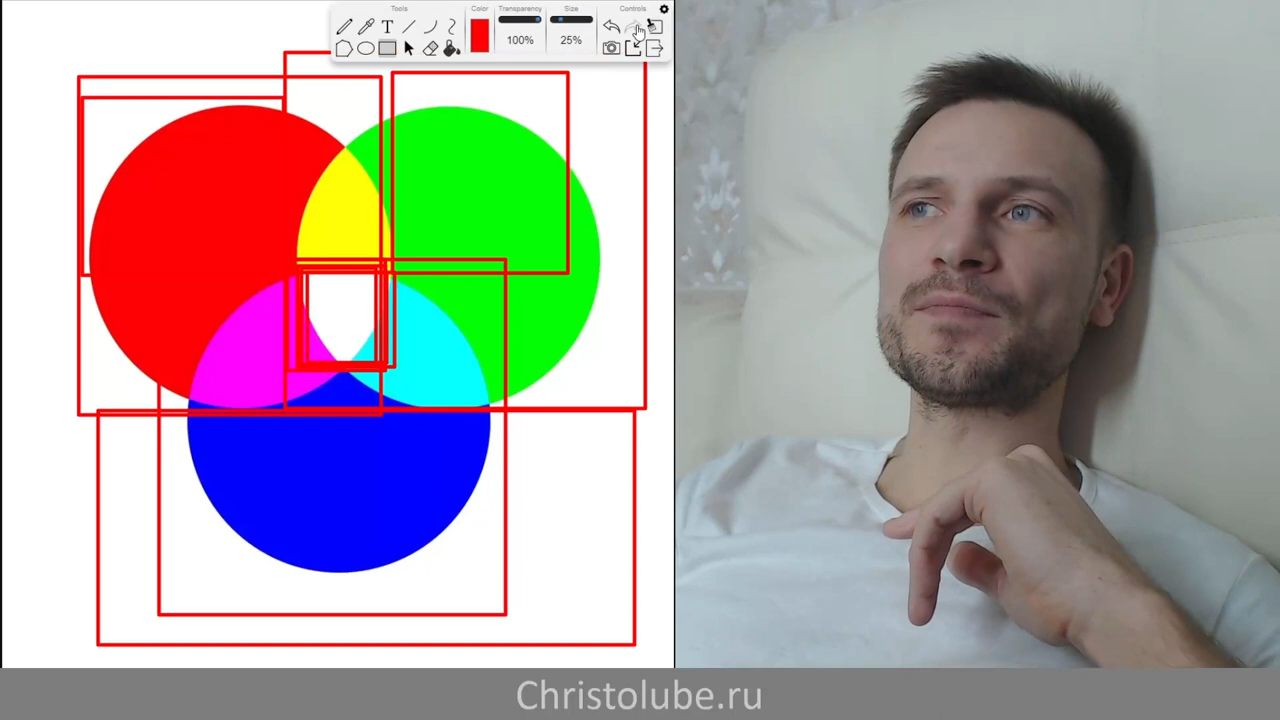 Tools
Color
Transparency
Size
Controls
T
100%
25%
Christolube.ru